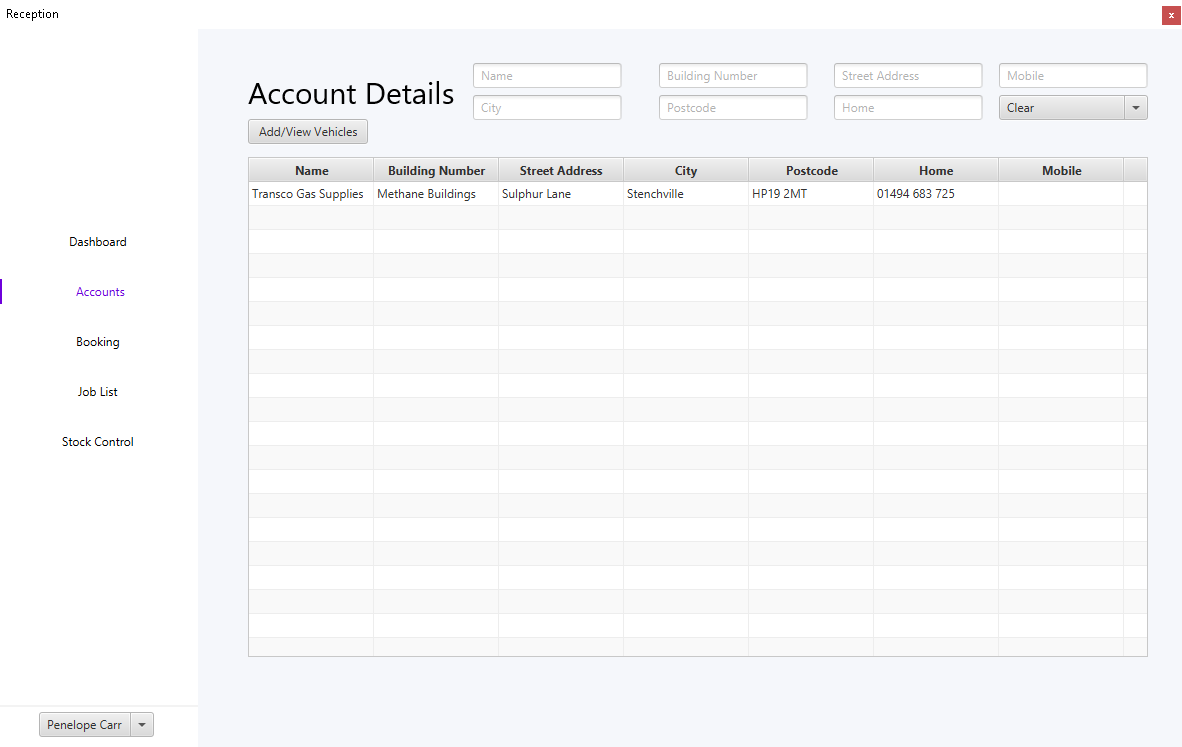 Reception
x
Account Details
Name
Building Number
Street Address
Mobile
City
Postcode
Home
Clear
Add/View Vehicles
Name Building Number Street Address City Postcode Home Mobile
Transco Gas Supplies Methane Buildings Sulphur Lane Stenchville HP19 2MT 01494 683 725
Dashboard
Accounts
Booking
Job List
Stock Control
Penelope Carr